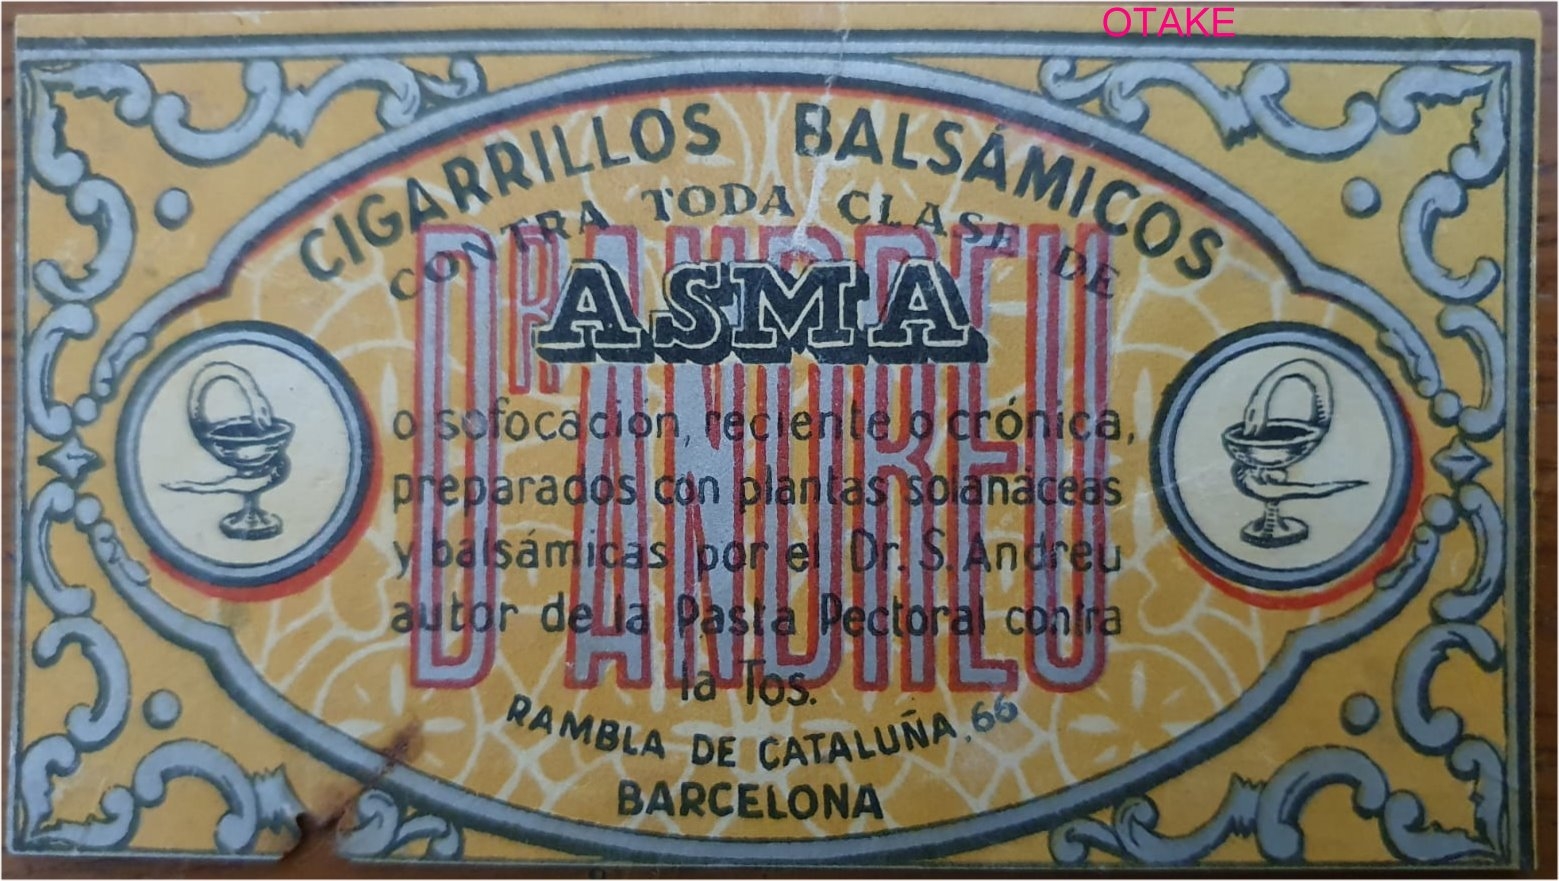 OTAKE
CIGARRILLOS BALSÁMICOS
CONTRA TODA CLASE DE
DR. ANDREU
ASMA
o sofocacion, reciente o crónica,
preparados con plantas solanáceas
y balsámicas por el Dr. S. Andreu
autor de la Pasta Pectoral contra
la Tos.
RAMBLA DE CATALUÑA, 66
BARCELONA